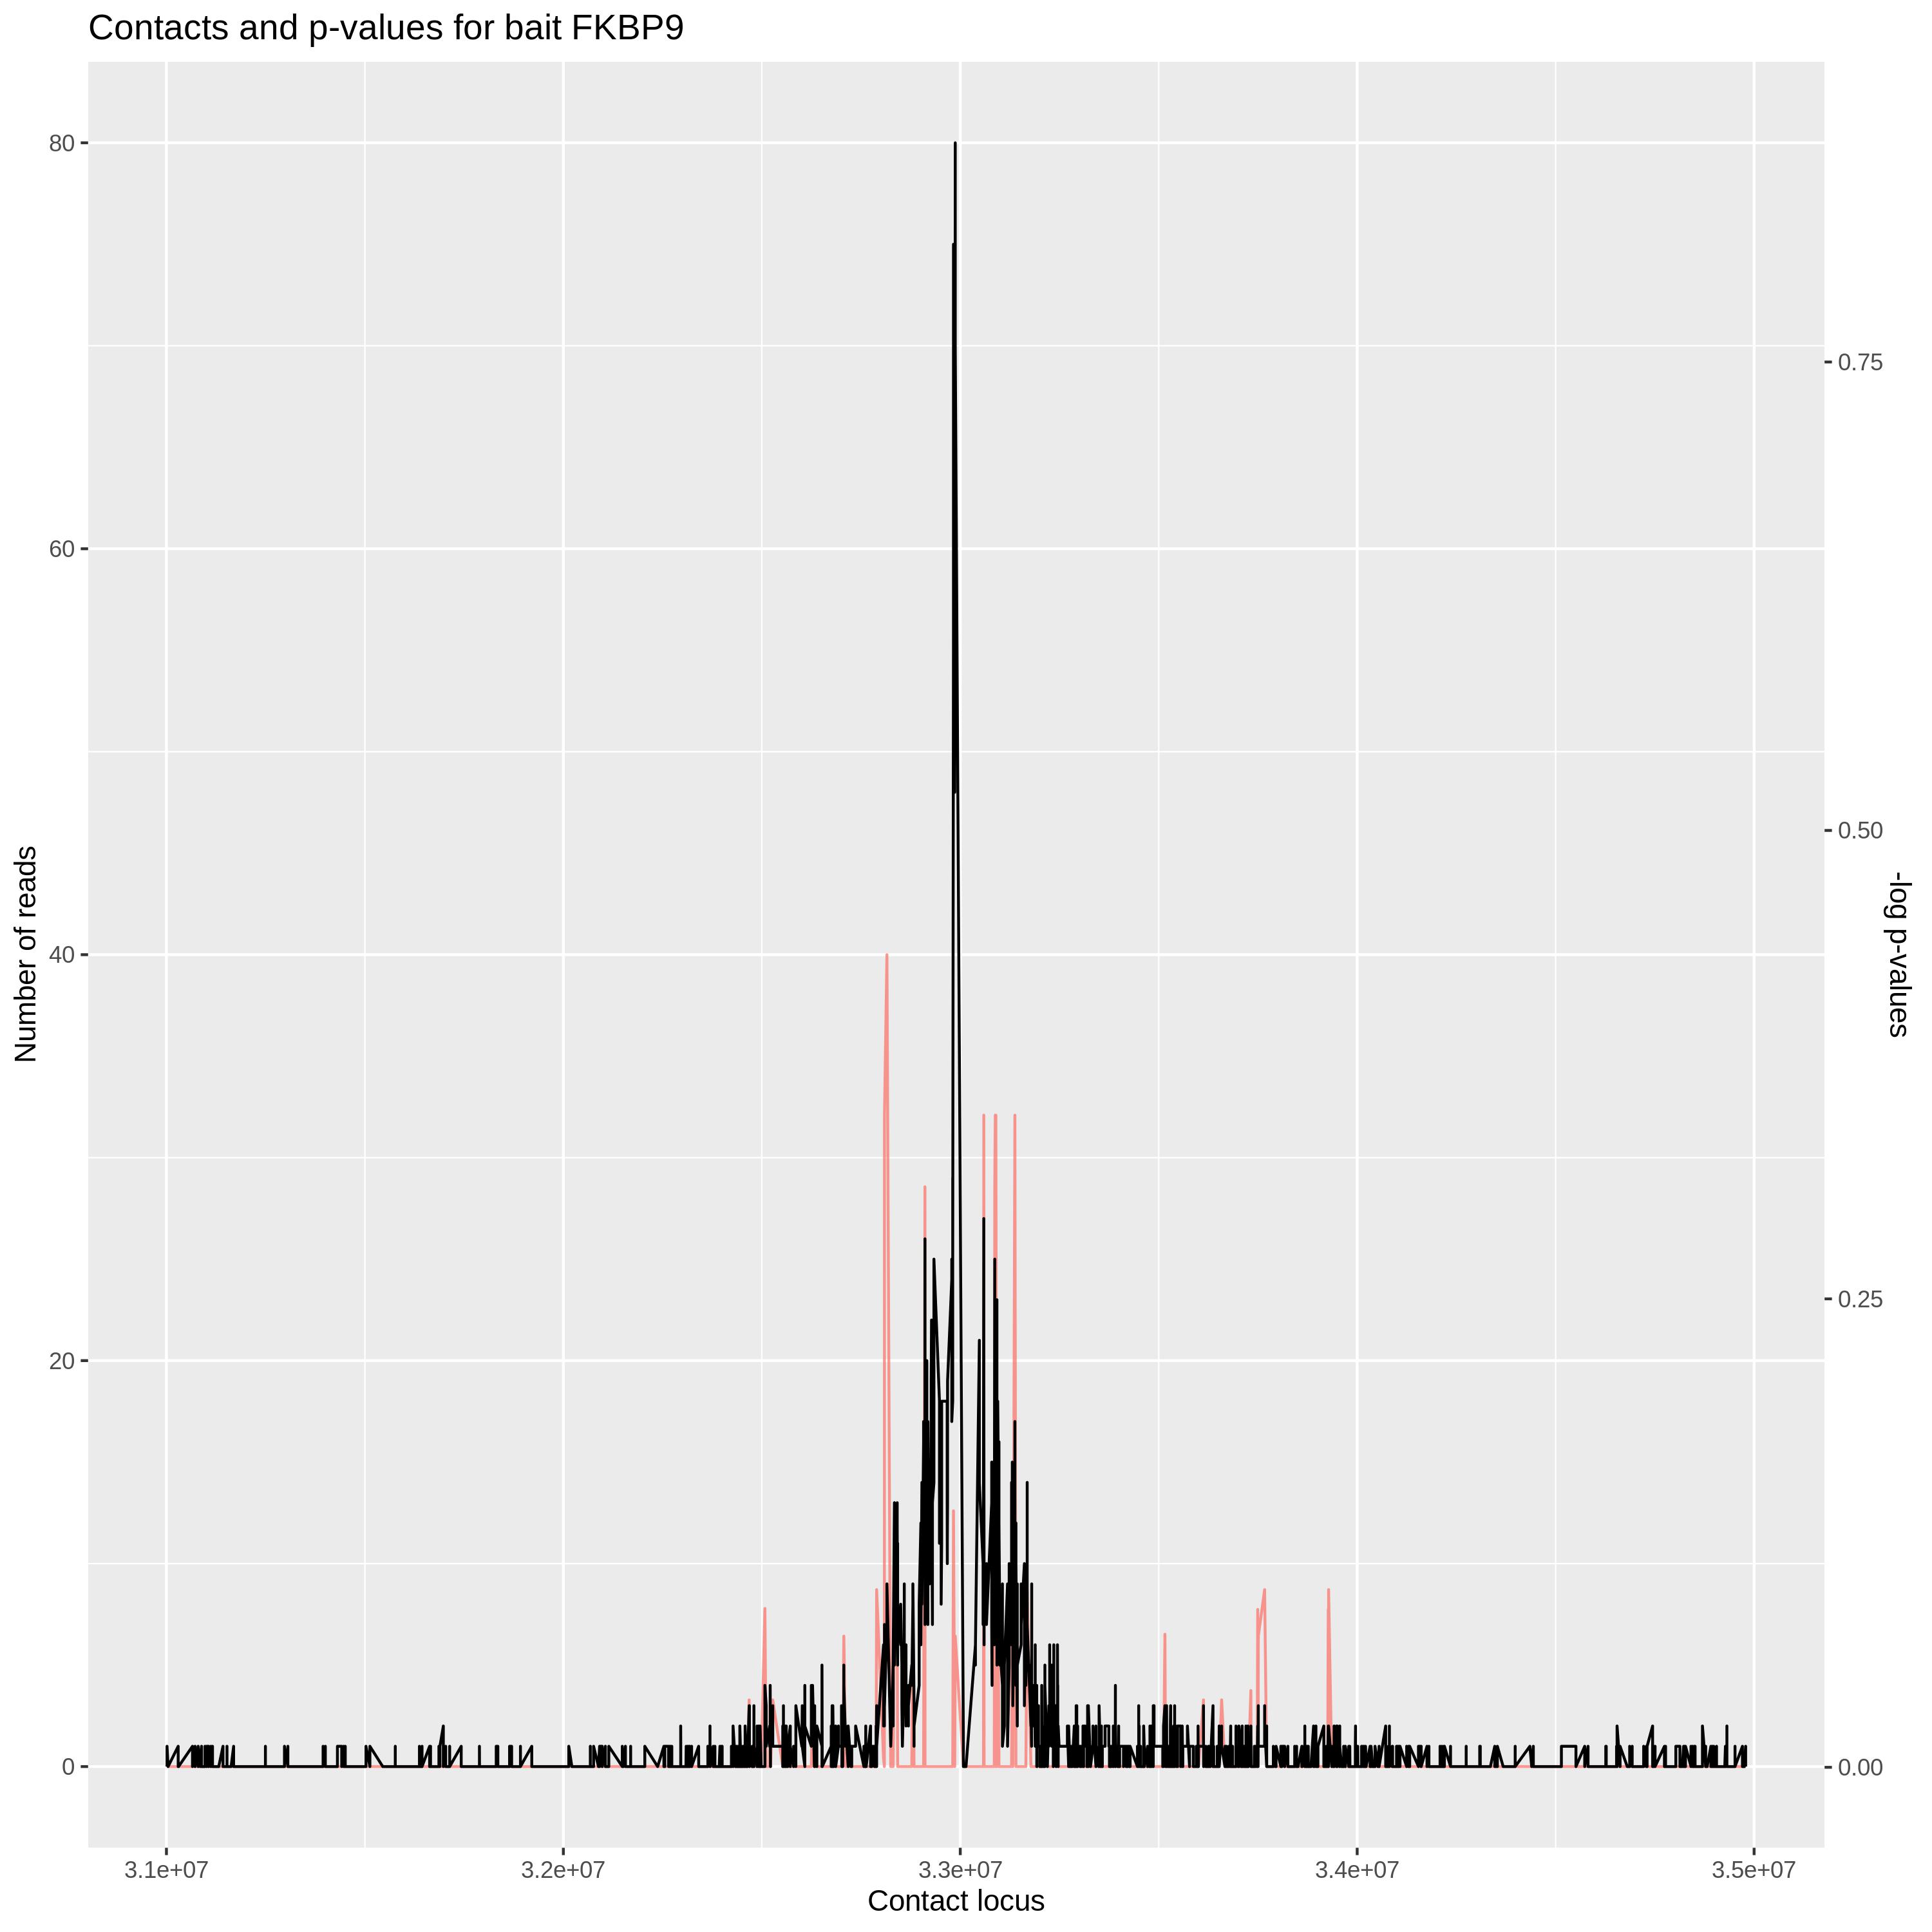 Contacts and p-values for bait FKBP9
80
60
40
20
0
Number of reads
0.75
0.50
0.25
0.00
-log p-values
3.1e+07
3.2e+07
3.3e+07
3.4e+07
3.5e+07
Contact locus